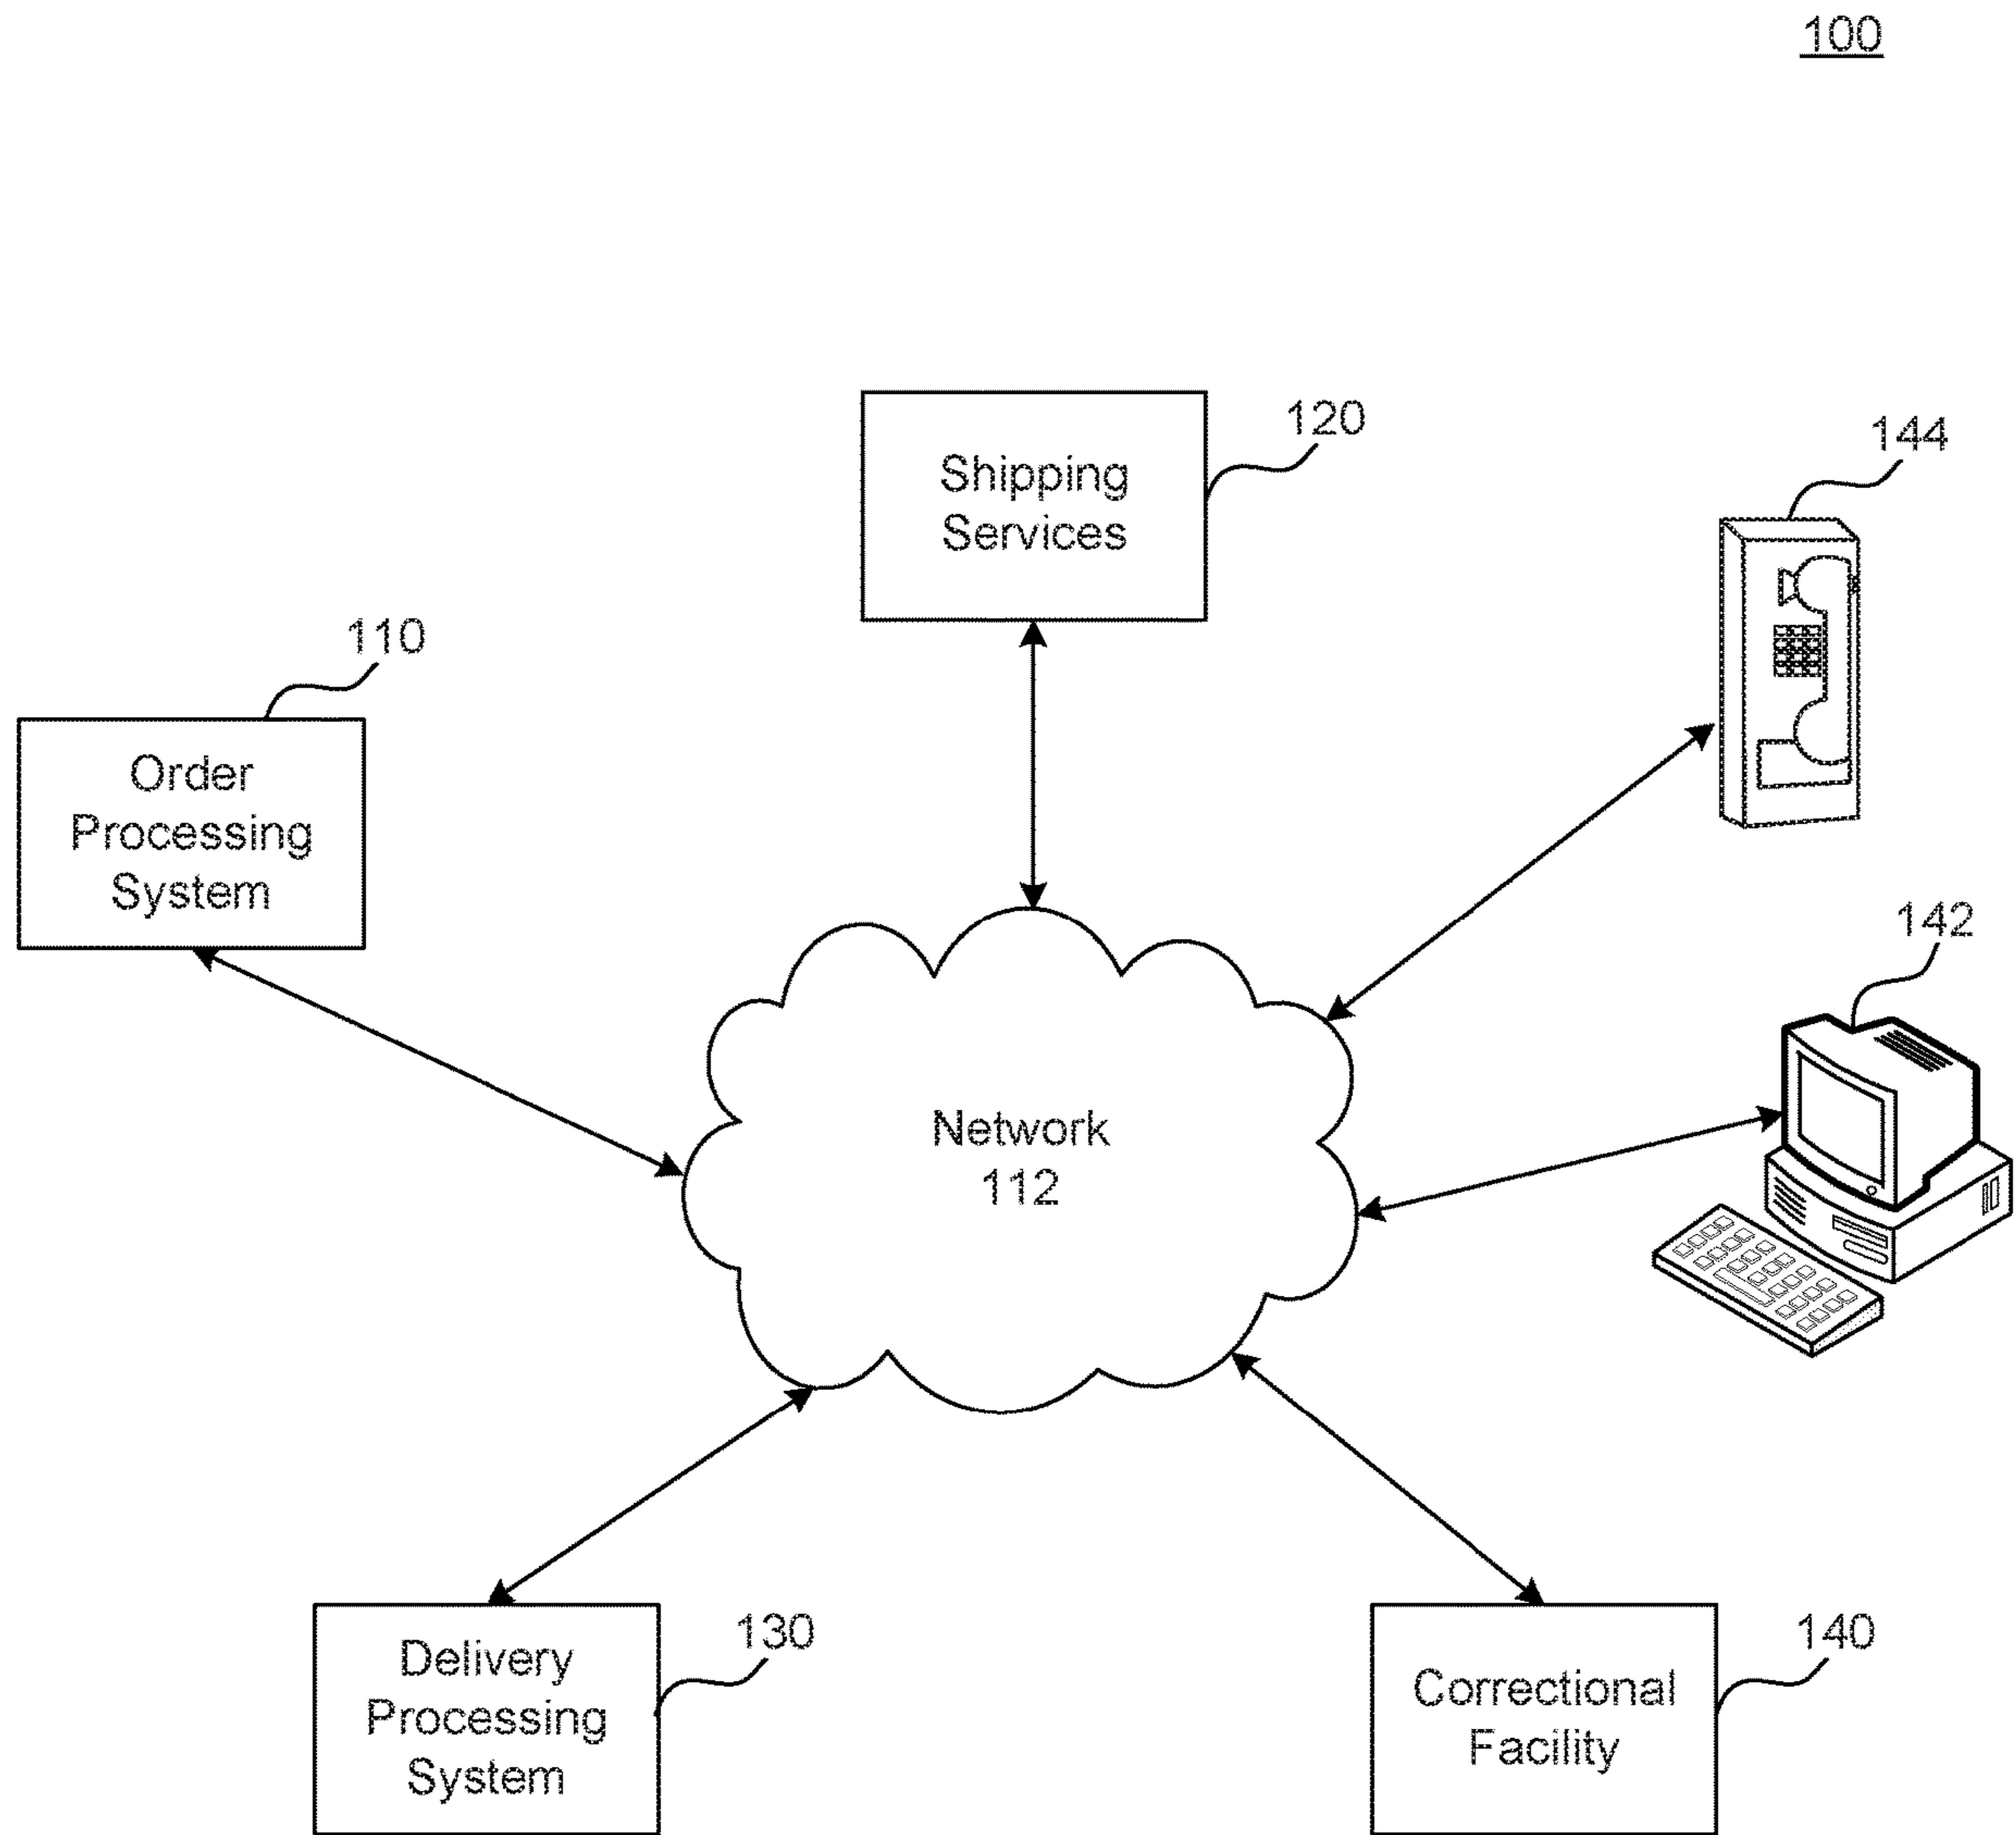 100
120
Shipping
Services
144
110
Order
Processing
System
142
Network
112
130
Delivery
Processing
System
140
Correctional
Facility